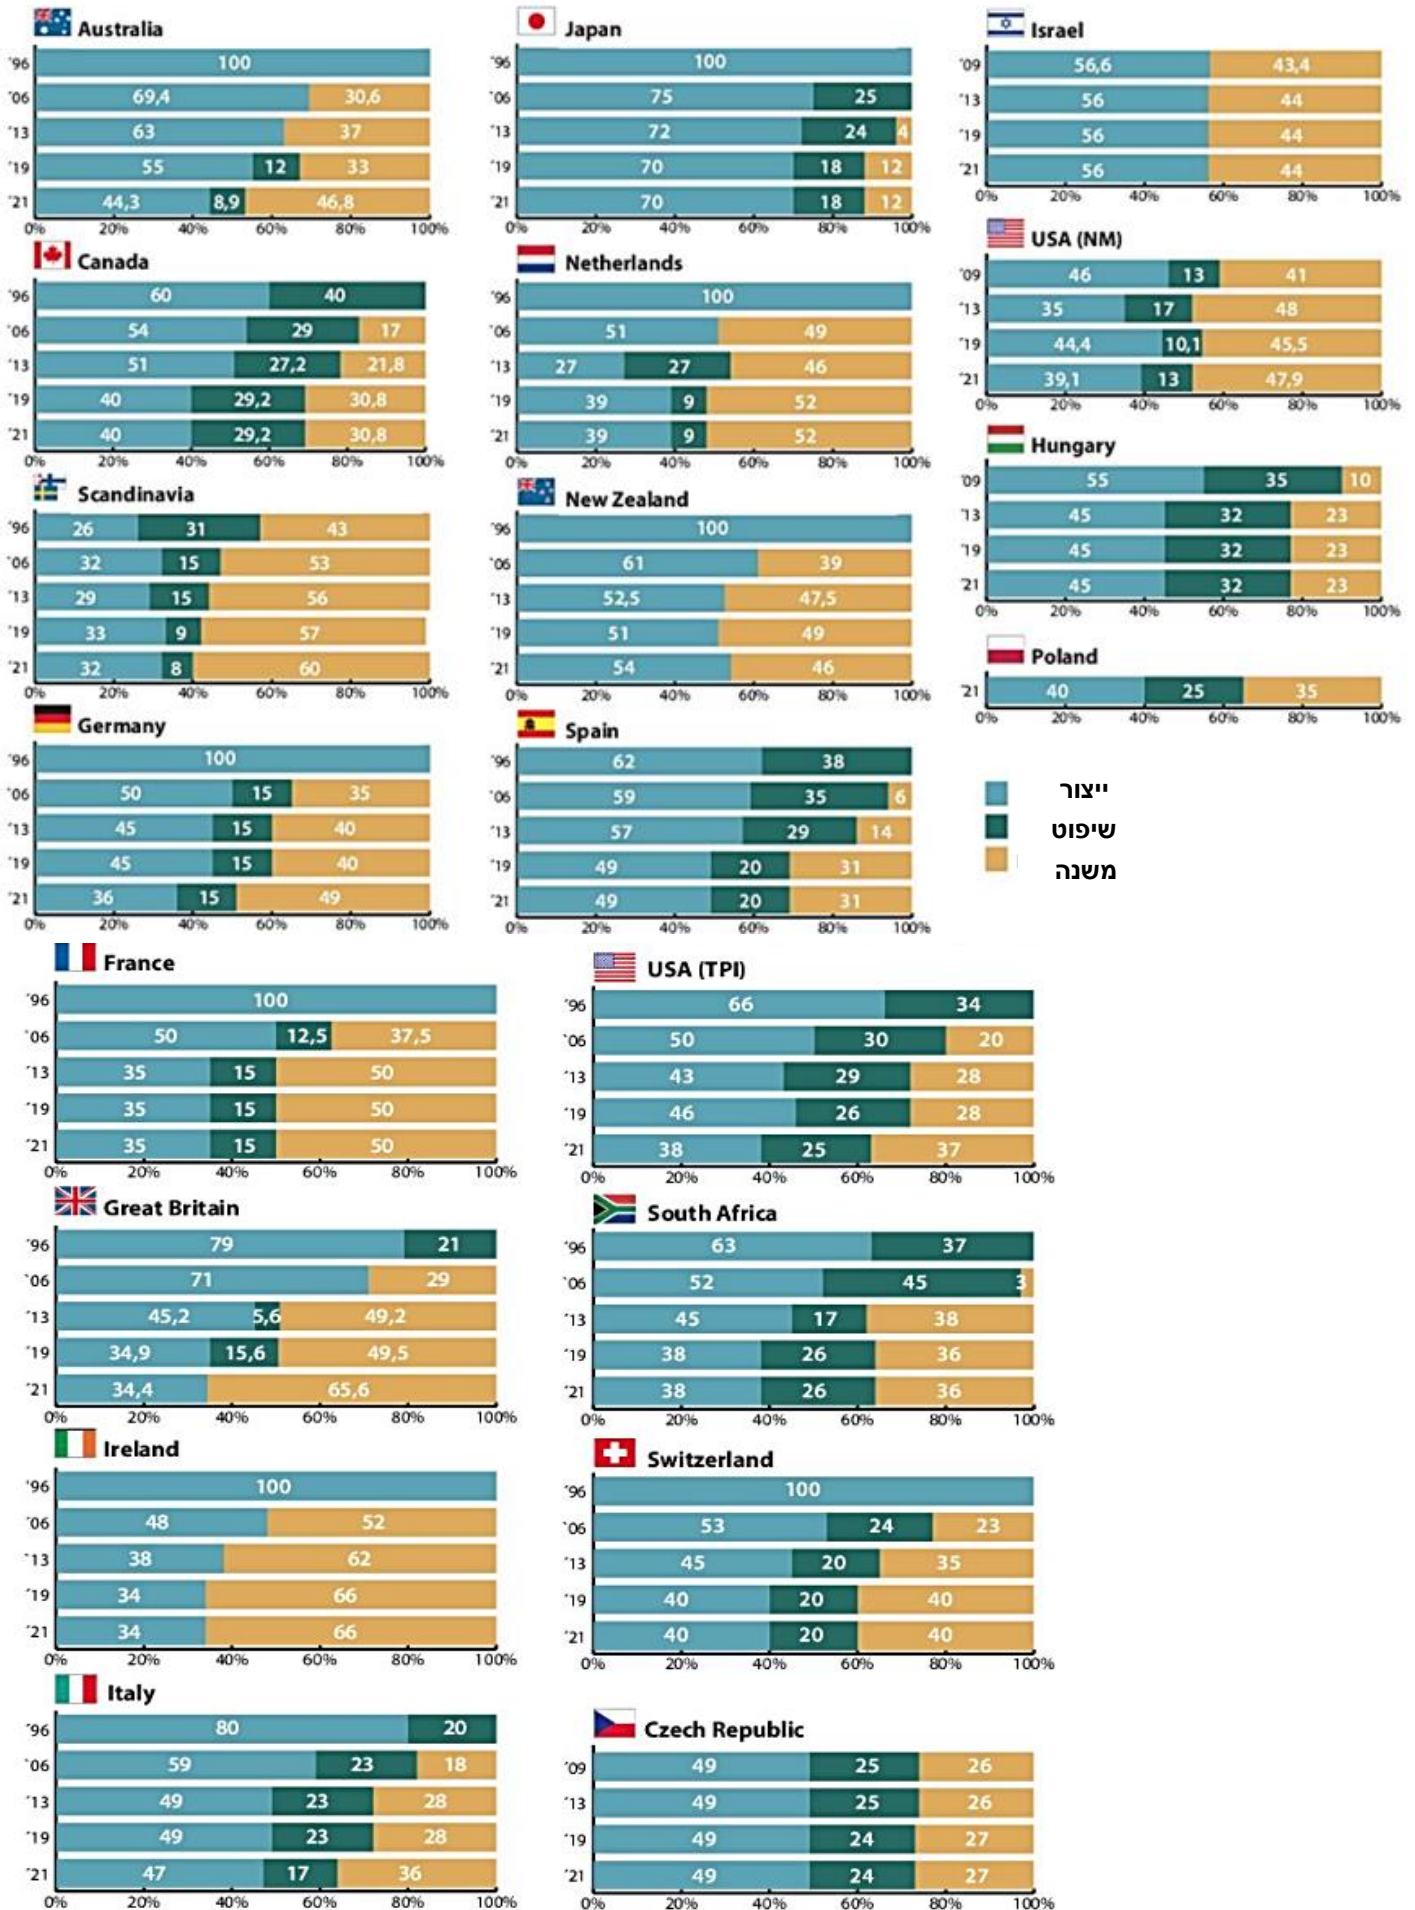 Australia
'96 100
'06 69,4 30,6
'13 63 37
'19 55 12 33
'21 44,3 8,9 46,8
0% 20% 40% 60% 80% 100%
Canada
'96 60 40
'06 54 29 17
'13 51 27,2 21,8
'19 40 29,2 30,8
'21 40 29,2 30,8
0% 20% 40% 60% 80% 100%
Scandinavia
'96 26 31 43
'06 32 15 53
'13 29 15 56
'19 33 9 57
'21 32 8 60
0% 20% 40% 60% 80% 100%
Germany
'96 100
'06 50 15 35
'13 45 15 40
'19 45 15 40
'21 36 15 49
0% 20% 40% 60% 80% 100%
Japan
'96 100
'06 75 25
'13 72 24 4
'19 70 18 12
'21 70 18 12
0% 20% 40% 60% 80% 100%
Netherlands
'96 100
'06 51 49
'13 27 27 46
'19 39 9 52
'21 39 9 52
0% 20% 40% 60% 80% 100%
New Zealand
'96 100
'06 61 39
'13 52,5 47,5
'19 51 49
'21 54 46
0% 20% 40% 60% 80% 100%
Spain
'96 62 38
'06 59 35 6
'13 57 29 14
'19 49 20 31
'21 49 20 31
0% 20% 40% 60% 80% 100%
Israel
'09 56,6 43,4
'13 56 44
'19 56 44
'21 56 44
0% 20% 40% 60% 80% 100%
USA (NM)
'09 46 13 41
'13 35 17 48
'19 44,4 10,1 45,5
'21 39,1 13 47,9
0% 20% 40% 60% 80% 100%
Hungary
'09 55 35 10
'13 45 32 23
'19 45 32 23
'21 45 32 23
0% 20% 40% 60% 80% 100%
Poland
'21 40 25 35
0% 20% 40% 60% 80% 100%
ייצור
שיפוט
משנה
France
'96 100
'06 50 12,5 37,5
'13 35 15 50
'19 35 15 50
'21 35 15 50
0% 20% 40% 60% 80% 100%
Great Britain
'96 79 21
'06 71 29
'13 45,2 5,6 49,2
'19 34,9 15,6 49,5
'21 34,4 65,6
0% 20% 40% 60% 80% 100%
Ireland
'96 100
'06 48 52
'13 38 62
'19 34 66
'21 34 66
0% 20% 40% 60% 80% 100%
Italy
'96 80 20
'06 59 23 18
'13 49 23 28
'19 49 23 28
'21 47 17 36
0% 20% 40% 60% 80% 100%
USA (TPI)
'96 66 34
'06 50 30 20
'13 43 29 28
'19 46 26 28
'21 38 25 37
0% 20% 40% 60% 80% 100%
South Africa
'96 63 37
'06 52 45 3
'13 45 17 38
'19 38 26 36
'21 38 26 36
0% 20% 40% 60% 80% 100%
Switzerland
'96 100
'06 53 24 23
'13 45 20 35
'19 40 20 40
'21 40 20 40
0% 20% 40% 60% 80% 100%
Czech Republic
'09 49 25 26
'13 49 25 26
'19 49 24 27
'21 49 24 27
0% 20% 40% 60% 80% 100%